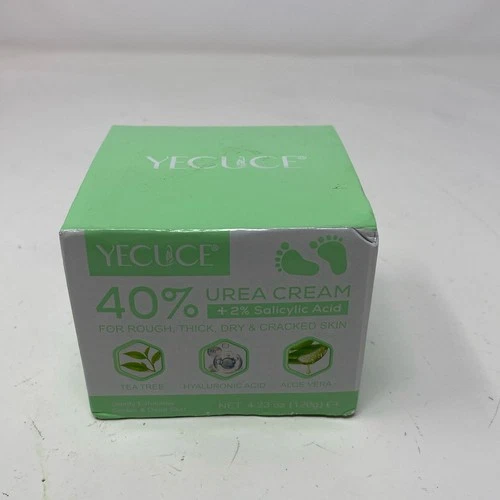 YECUCE®
YECUCE®
40% UREA CREAM
+2% Salicylic Acid
FOR ROUGH, THICK, DRY & CRACKED SKIN
TEA TREE HYALURONIC ACID ALOE VERA
NET: